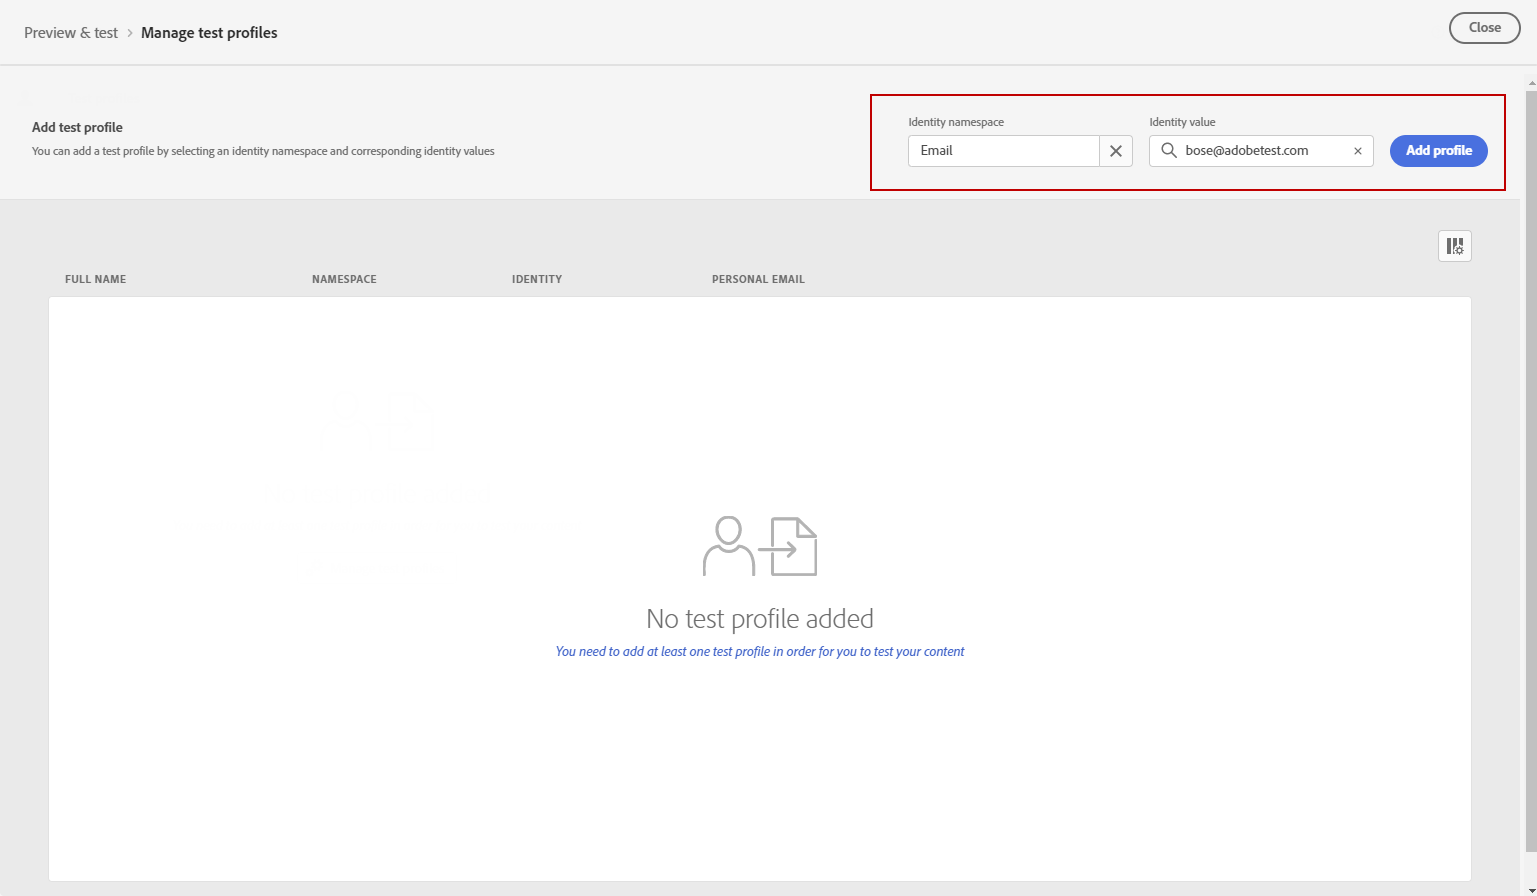 Preview & test > Manage test profiles
Close
Add test profile
You can add a test profile by selecting an identity namespace and corresponding identity values
Identity namespace
Identity value
Email
bose@adobetest.com
Add profile
FULL NAME NAMESPACE IDENTITY PERSONAL EMAIL
No test profile added
You need to add at least one test profile in order for you to test your content